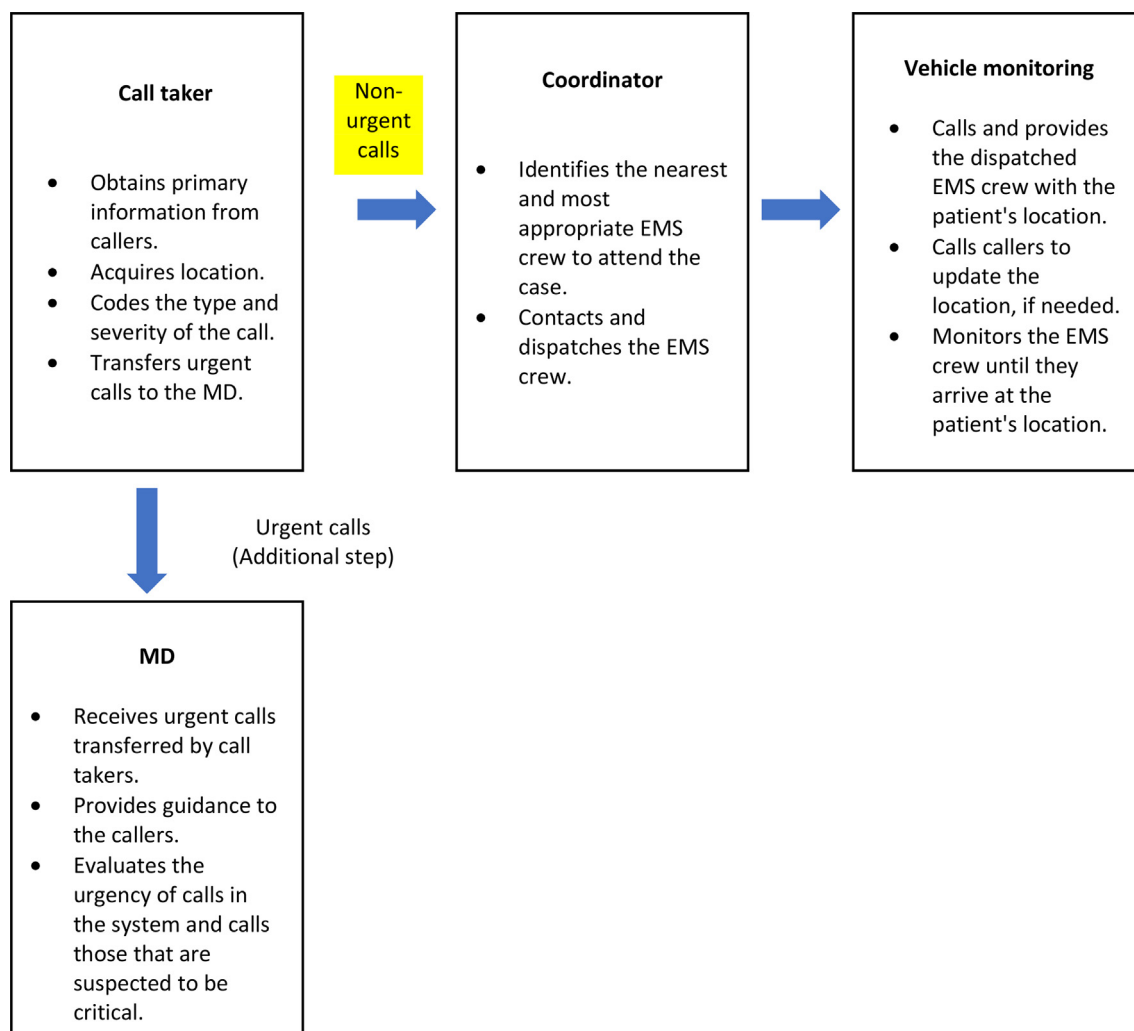 Call taker
• Obtains primary
information from
callers.
• Acquires location.
• Codes the type and
severity of the call.
• Transfers urgent
calls to the MD.
Non-
urgent
calls
Coordinator
• Identifies the nearest
and most
appropriate EMS
crew to attend the
case.
• Contacts and
dispatches the EMS
crew.
Vehicle monitoring
• Calls and provides
the dispatched
EMS crew with the
patient's location.
• Calls callers to
update the
location, if needed.
• Monitors the EMS
crew until they
arrive at the
patient's location.
Urgent calls
(Additional step)
MD
• Receives urgent calls
transferred by call
takers.
• Provides guidance to
the callers.
• Evaluates the
urgency of calls in
the system and calls
those that are
suspected to be
critical.